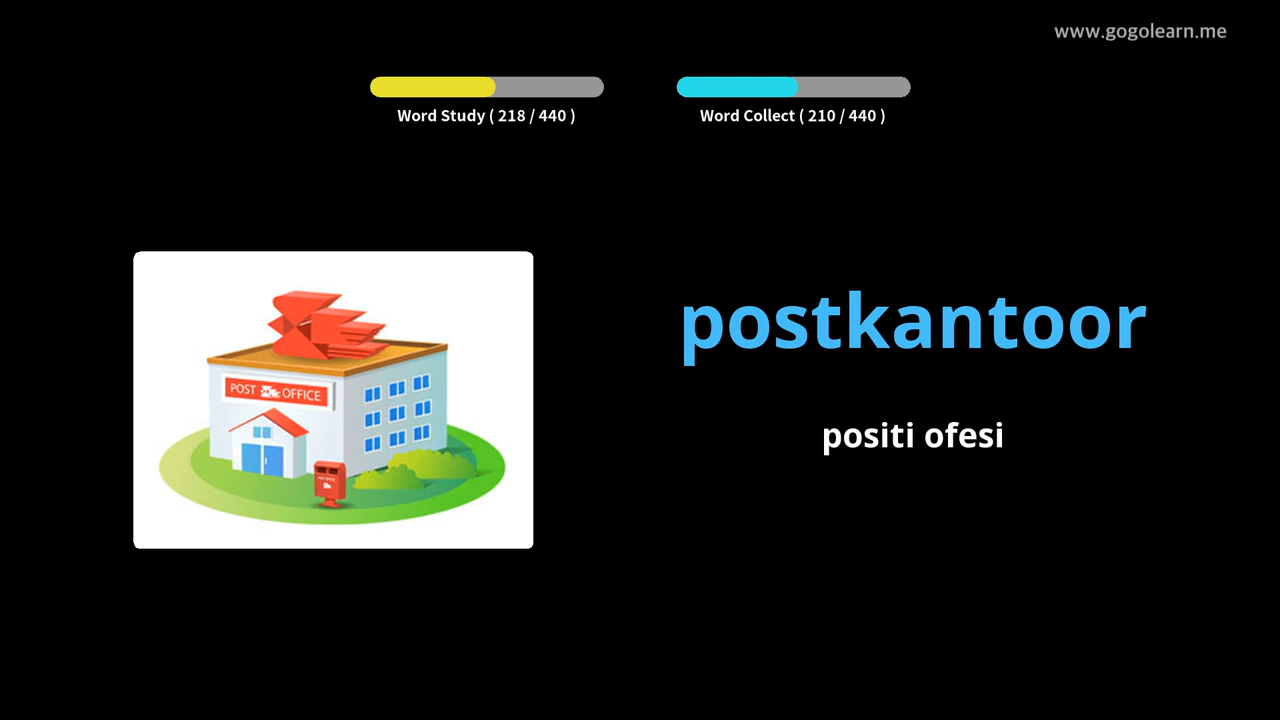 www.gogolearn.me
Word Study ( 218 / 440 )
Word Collect ( 210 / 440 )
POST OFFICE
postkantoor
positi ofesi